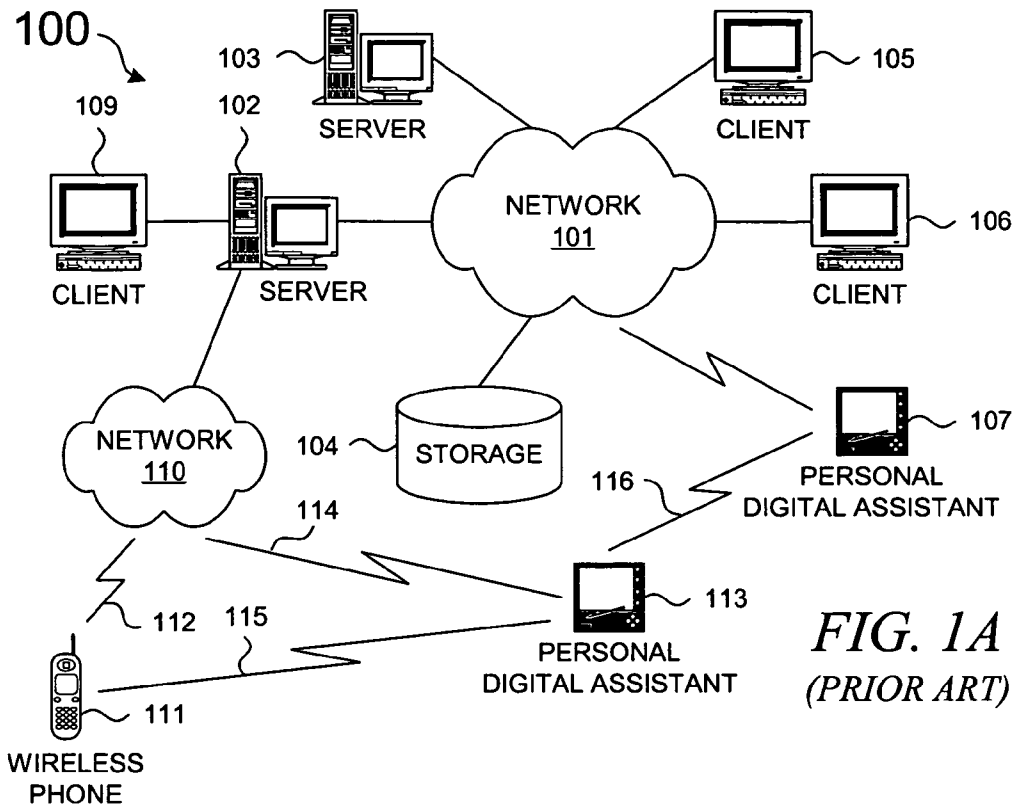 100
103
SERVER
105
CLIENT
109
CLIENT
102
SERVER
NETWORK
101
106
CLIENT
NETWORK
110
104
STORAGE
107
PERSONAL
DIGITAL ASSISTANT
116
114
112
115
113
PERSONAL
DIGITAL ASSISTANT
111
WIRELESS
PHONE
FIG. 1A
(PRIOR ART)